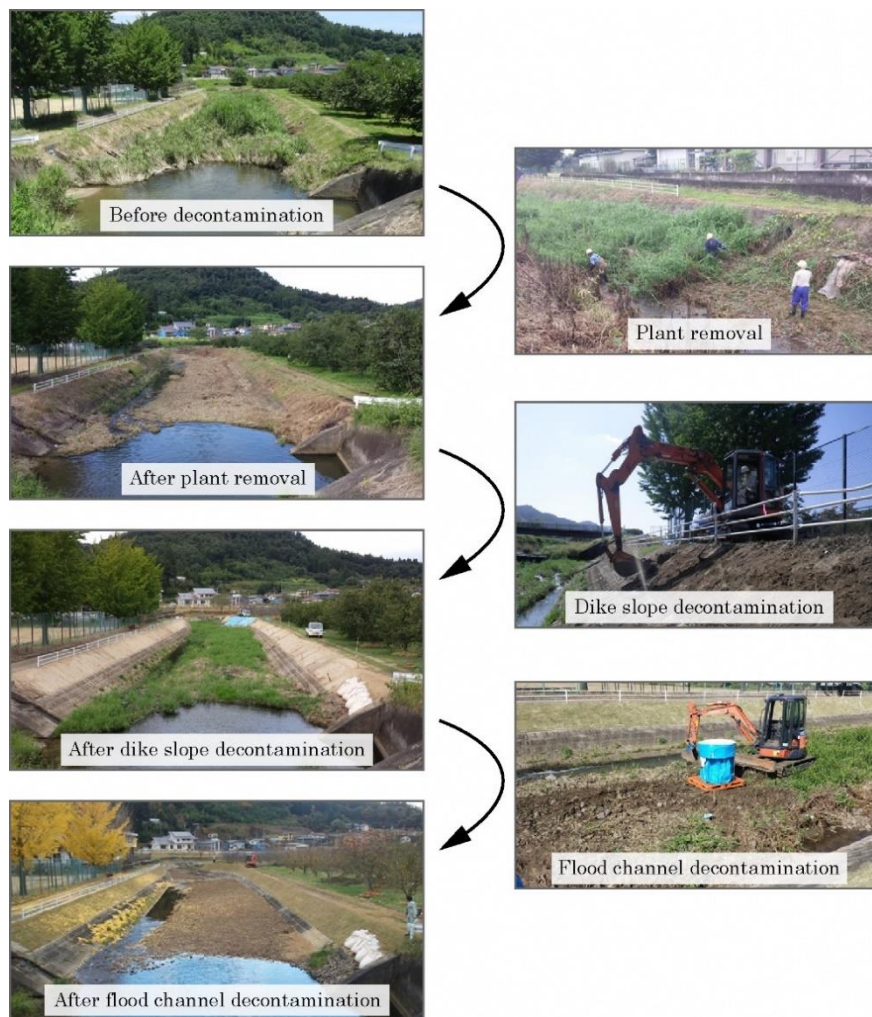 Before decontamination
Plant removal
After plant removal
Dike slope decontamination
After dike slope decontamination
Flood channel decontamination
After flood channel decontamination